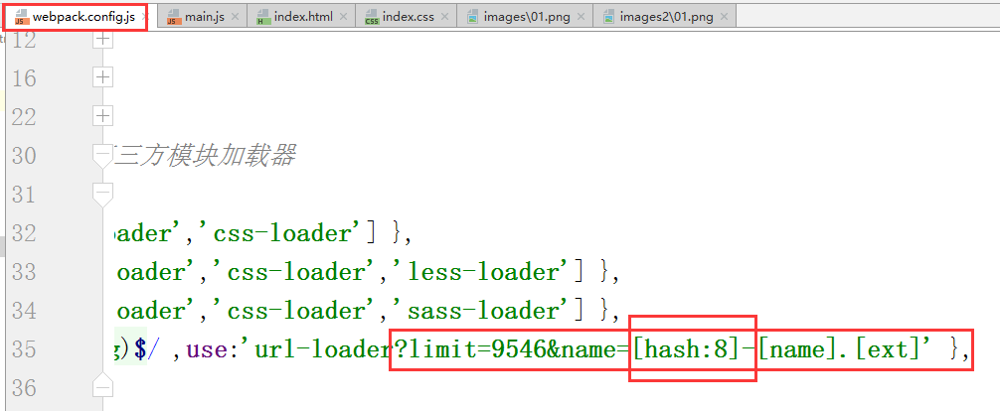 webpack.config.js main.js index.html index.css images\01.png images2\01.png
12
16
22
30 三方模块加载器
31
32 oader','css-loader'] },
33 loader','css-loader','less-loader'] },
34 loader','css-loader','sass-loader'] },
35 g)$/ ,use:'url-loader?limit=9546&name=[hash:8]-[name].[ext]' },
36